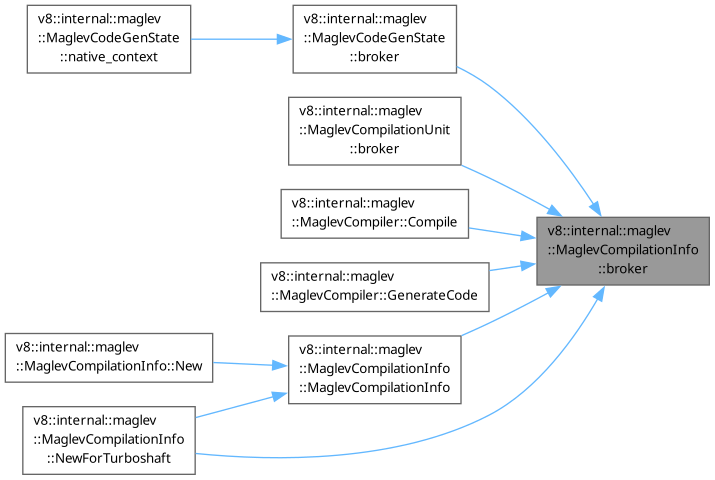 v8::internal::maglev
::MaglevCodeGenState
::native_context
v8::internal::maglev
::MaglevCodeGenState
::broker
v8::internal::maglev
::MaglevCompilationUnit
::broker
v8::internal::maglev
::MaglevCompiler::Compile
v8::internal::maglev
::MaglevCompilationInfo
::broker
v8::internal::maglev
::MaglevCompiler::GenerateCode
v8::internal::maglev
::MaglevCompilationInfo::New
v8::internal::maglev
::MaglevCompilationInfo
::MaglevCompilationInfo
v8::internal::maglev
::MaglevCompilationInfo
::NewForTurboshaft